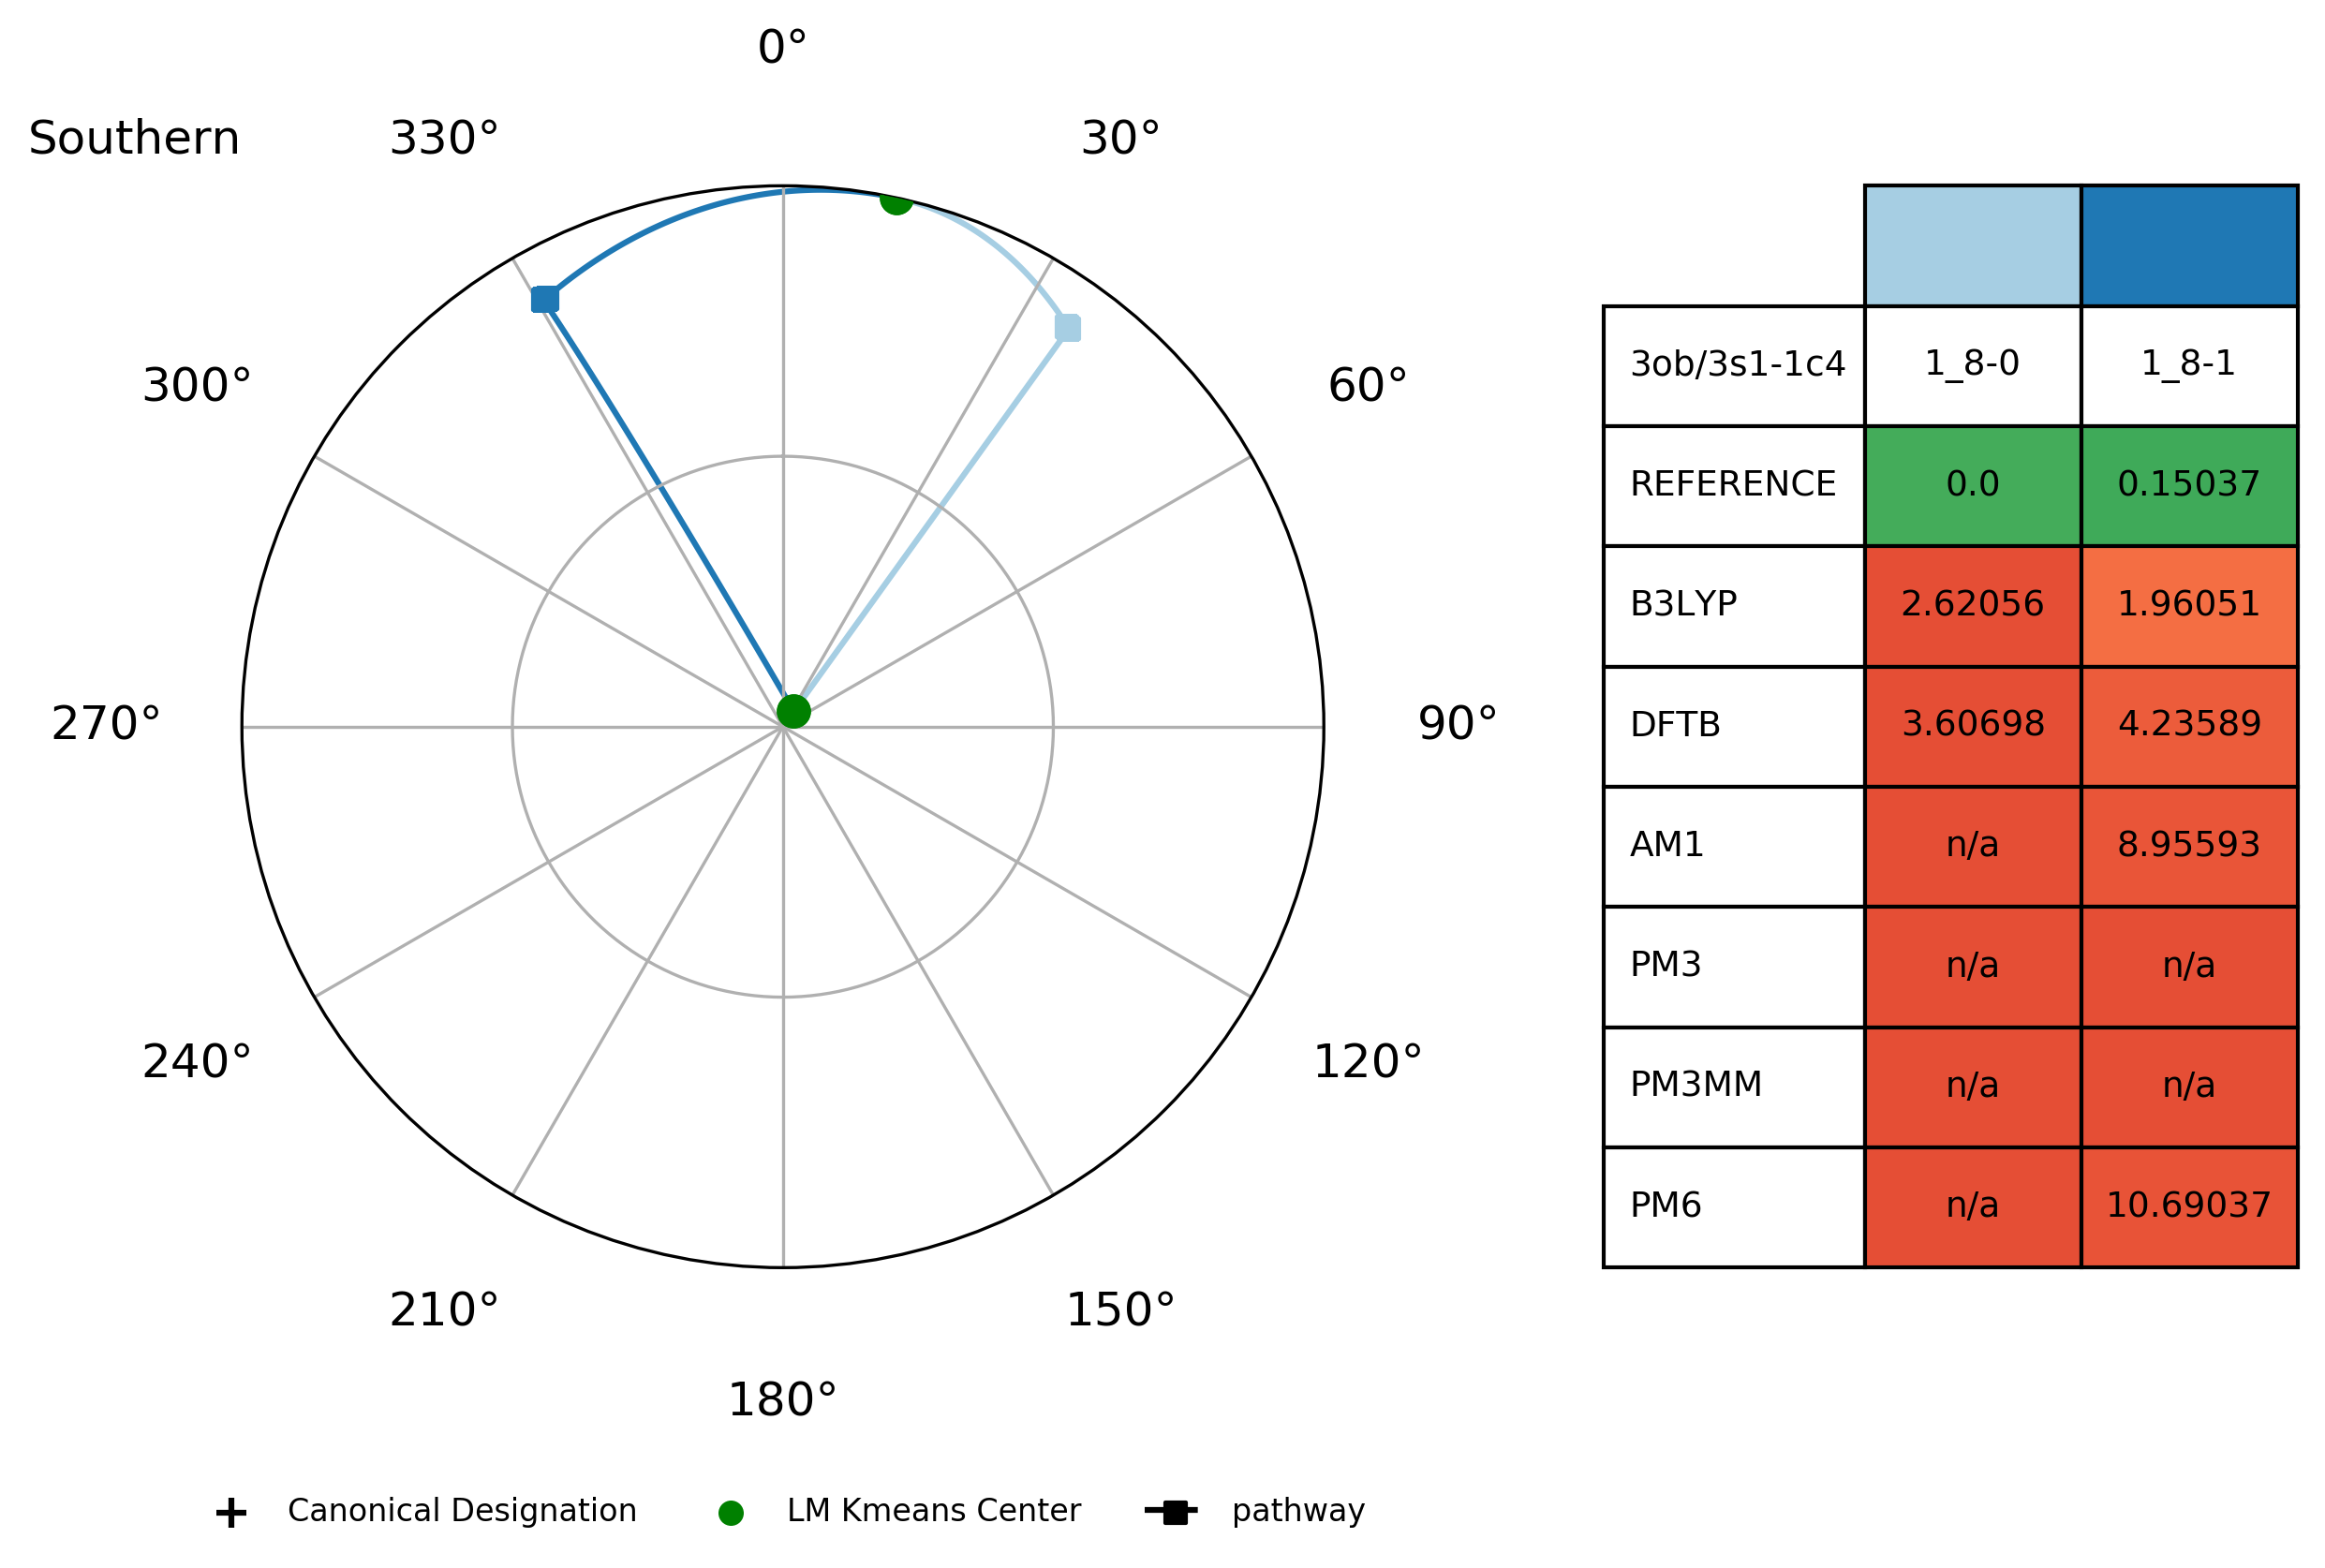 0°
Southern
330°
30°
300°
60°
270°
90°
240°
120°
210°
150°
180°
3ob/3s1-1c4 1_8-0 1_8-1
REFERENCE 0.0 0.15037
B3LYP 2.62056 1.96051
DFTB 3.60698 4.23589
AM1 n/a 8.95593
PM3 n/a n/a
PM3MM n/a n/a
PM6 n/a 10.69037
Canonical Designation LM Kmeans Center pathway